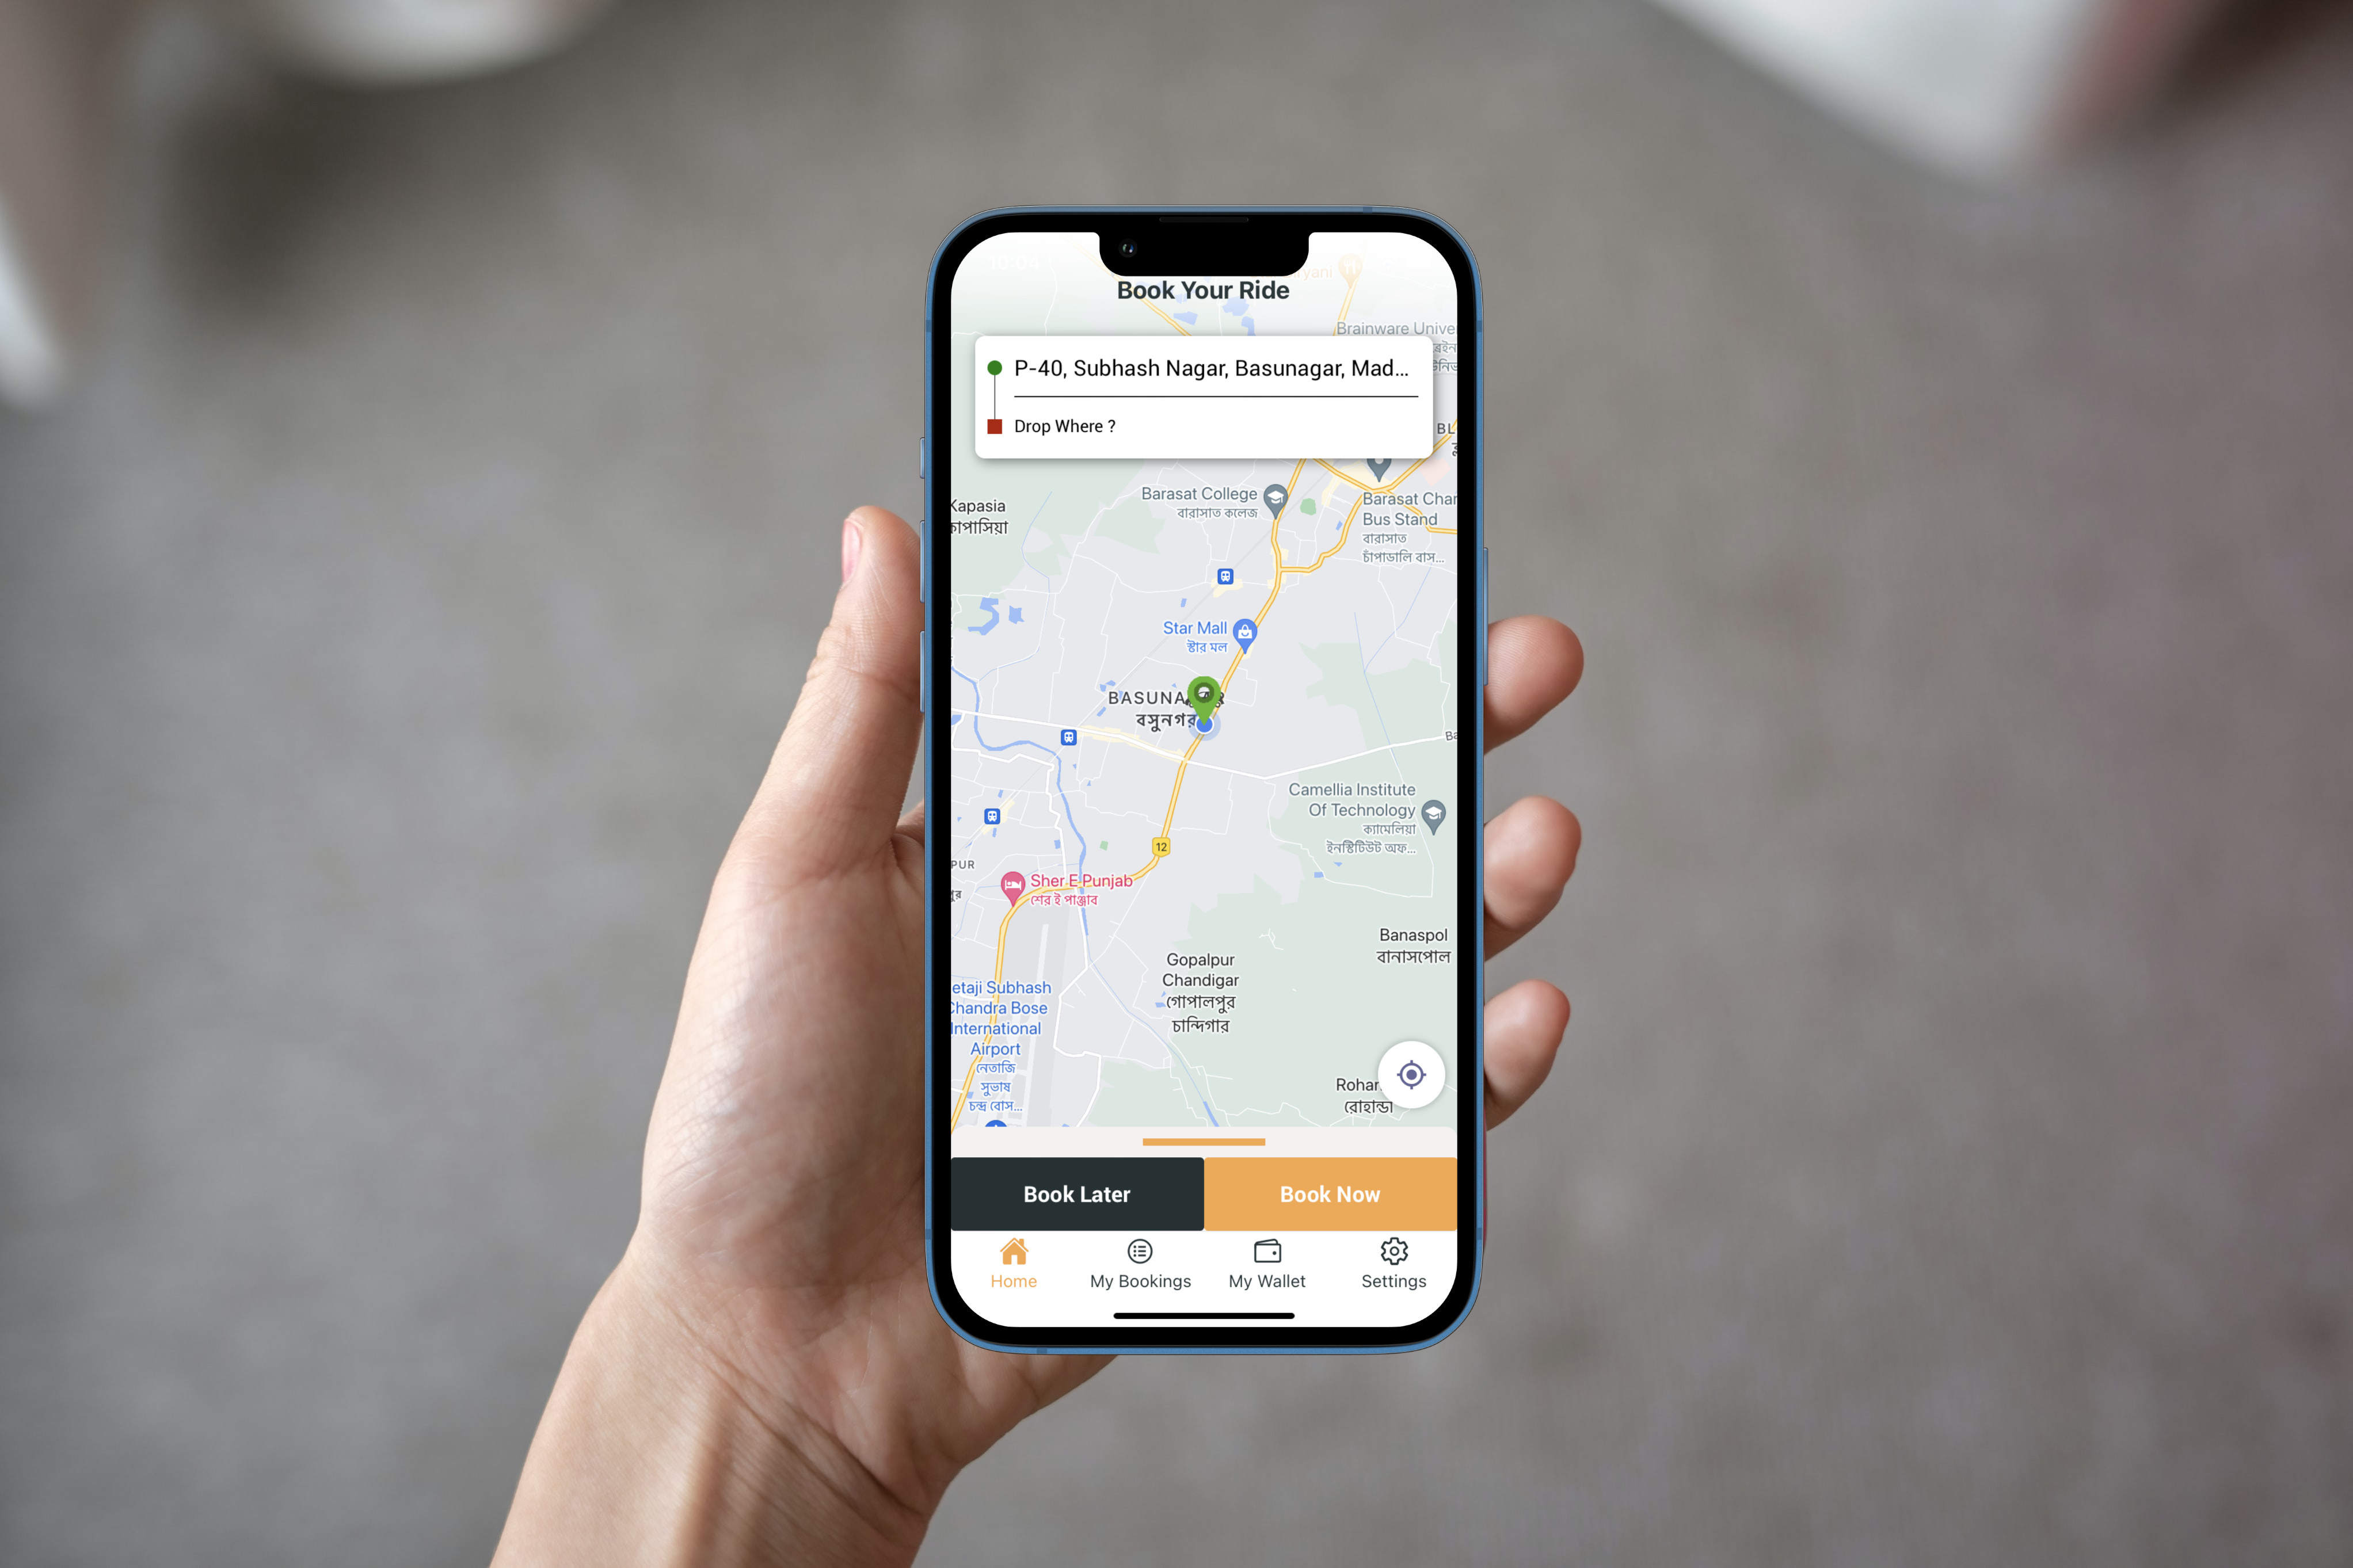 Book Your Ride
Brainware Univer
P-40, Subhash Nagar, Basunagar, Mad...
Drop Where ?
Barasat College
বারাসাত কলেজ
Kapasia
কাপাসিয়া
Barasat Char
Bus Stand
বারাসাত
চাঁপাডালি বাস...
Star Mall
স্টার মল
BASUNAGAR
বসুনগর
Camellia Institute
Of Technology
ক্যামেলিয়া
ইনস্টিটিউট অফ...
12
PUR
Sher E Punjab
শের ই পাঞ্জাব
Banaspol
বানাসপোল
Gopalpur
Chandigar
গোপালপুর
চান্দিগার
etaji Subhash
Chandra Bose
International
Airport
নেতাজি
সুভাষ
চন্দ্র বোস...
Rohan
রোহান্ডা
Book Later
Book Now
Home
My Bookings
My Wallet
Settings